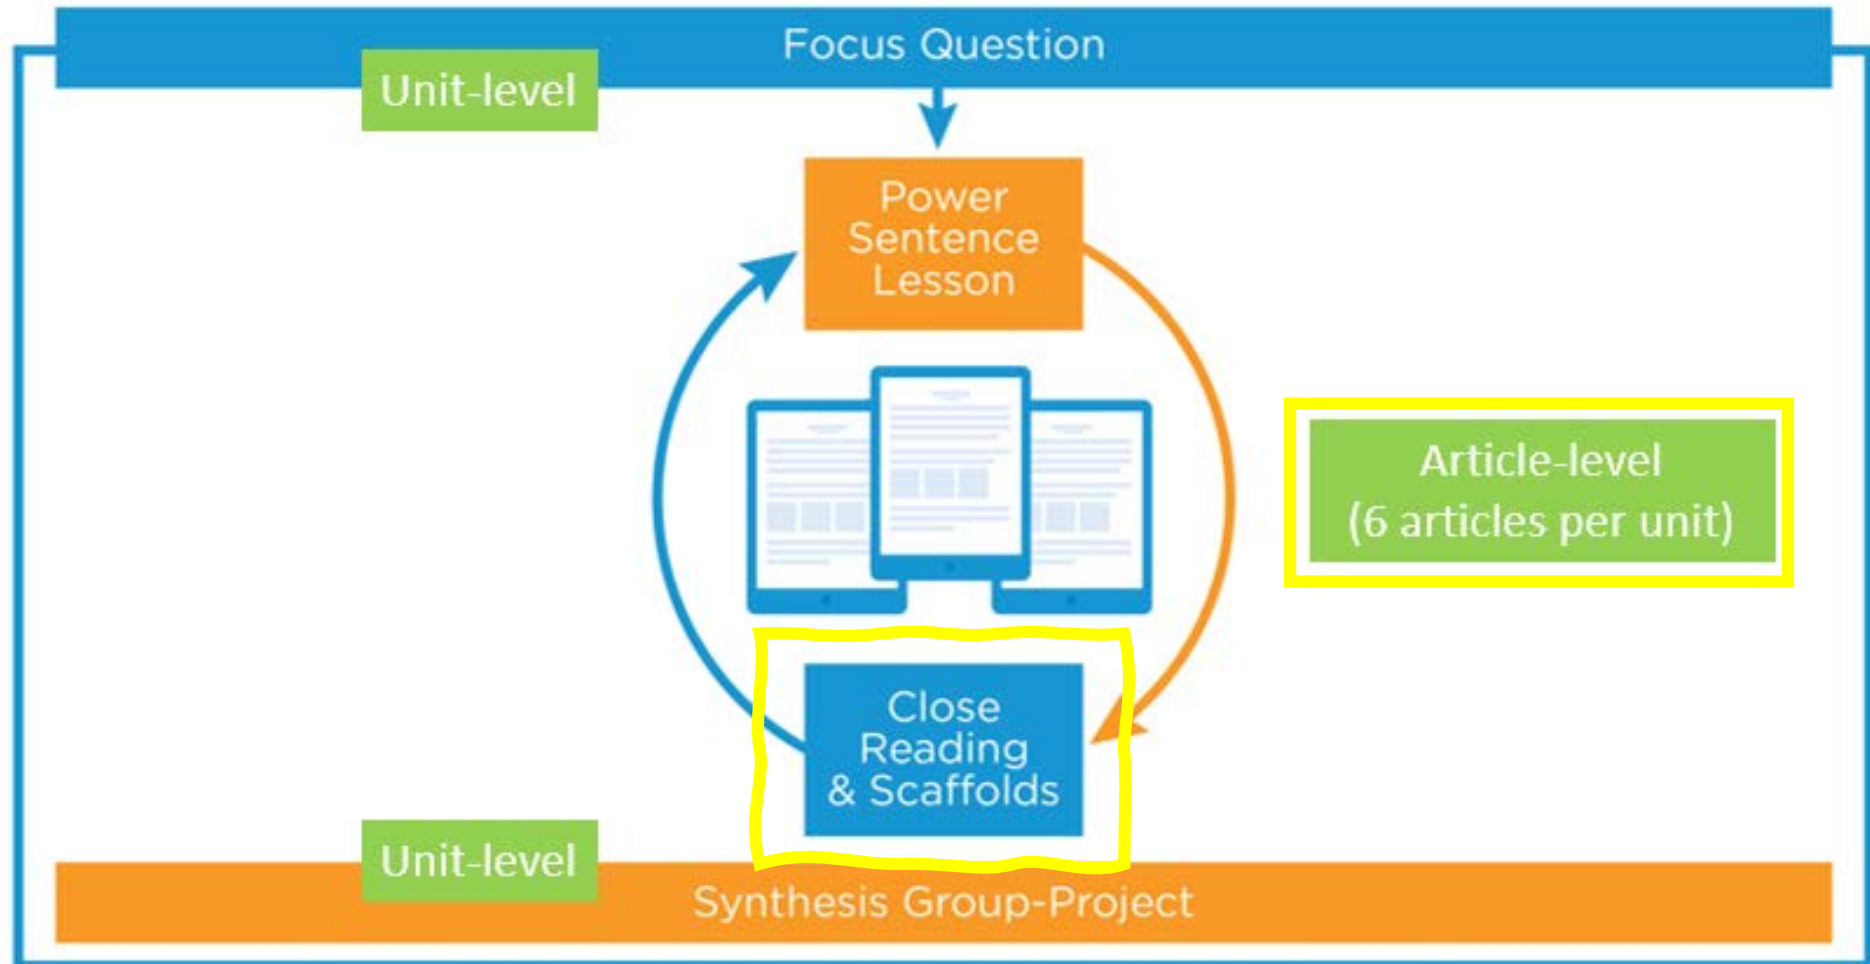 Focus Question
Unit-level
Power
Sentence
Lesson
Article-level
(6 articles per unit)
Close
Reading
& Scaffolds
Unit-level
Synthesis Group-Project